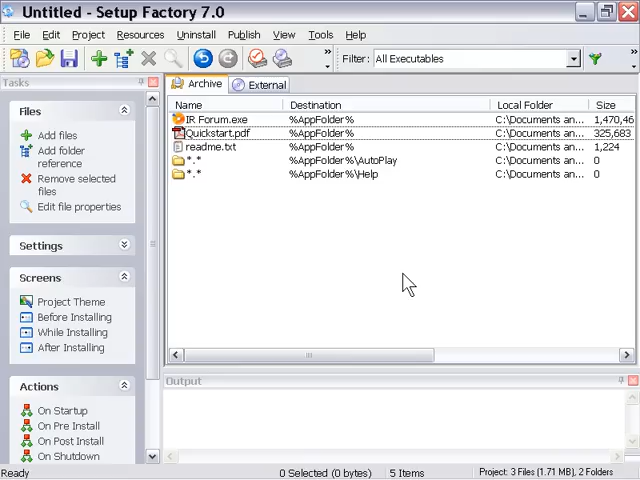 Untitled - Setup Factory 7.0
File Edit Project Resources Uninstall Publish View Tools Help
Filter: All Executables
Tasks
Files
Add files
Add folder
reference
Remove selected
files
Edit file properties
Settings
Screens
Project Theme
Before Installing
While Installing
After Installing
Actions
On Startup
On Pre Install
On Post Install
On Shutdown
Archive External
Name Destination Local Folder Size
IR Forum.exe %AppFolder% C:\Documents an... 1,470,46
Quickstart.pdf %AppFolder% C:\Documents an... 325,683
readme.txt %AppFolder% C:\Documents an... 1,224
*.* %AppFolder%\AutoPlay C:\Documents an... 0
*.* %AppFolder%\Help C:\Documents an... 0
Output
Ready 0 Selected (0 bytes) 5 Items Project: 3 Files (1.71 MB), 2 Folders